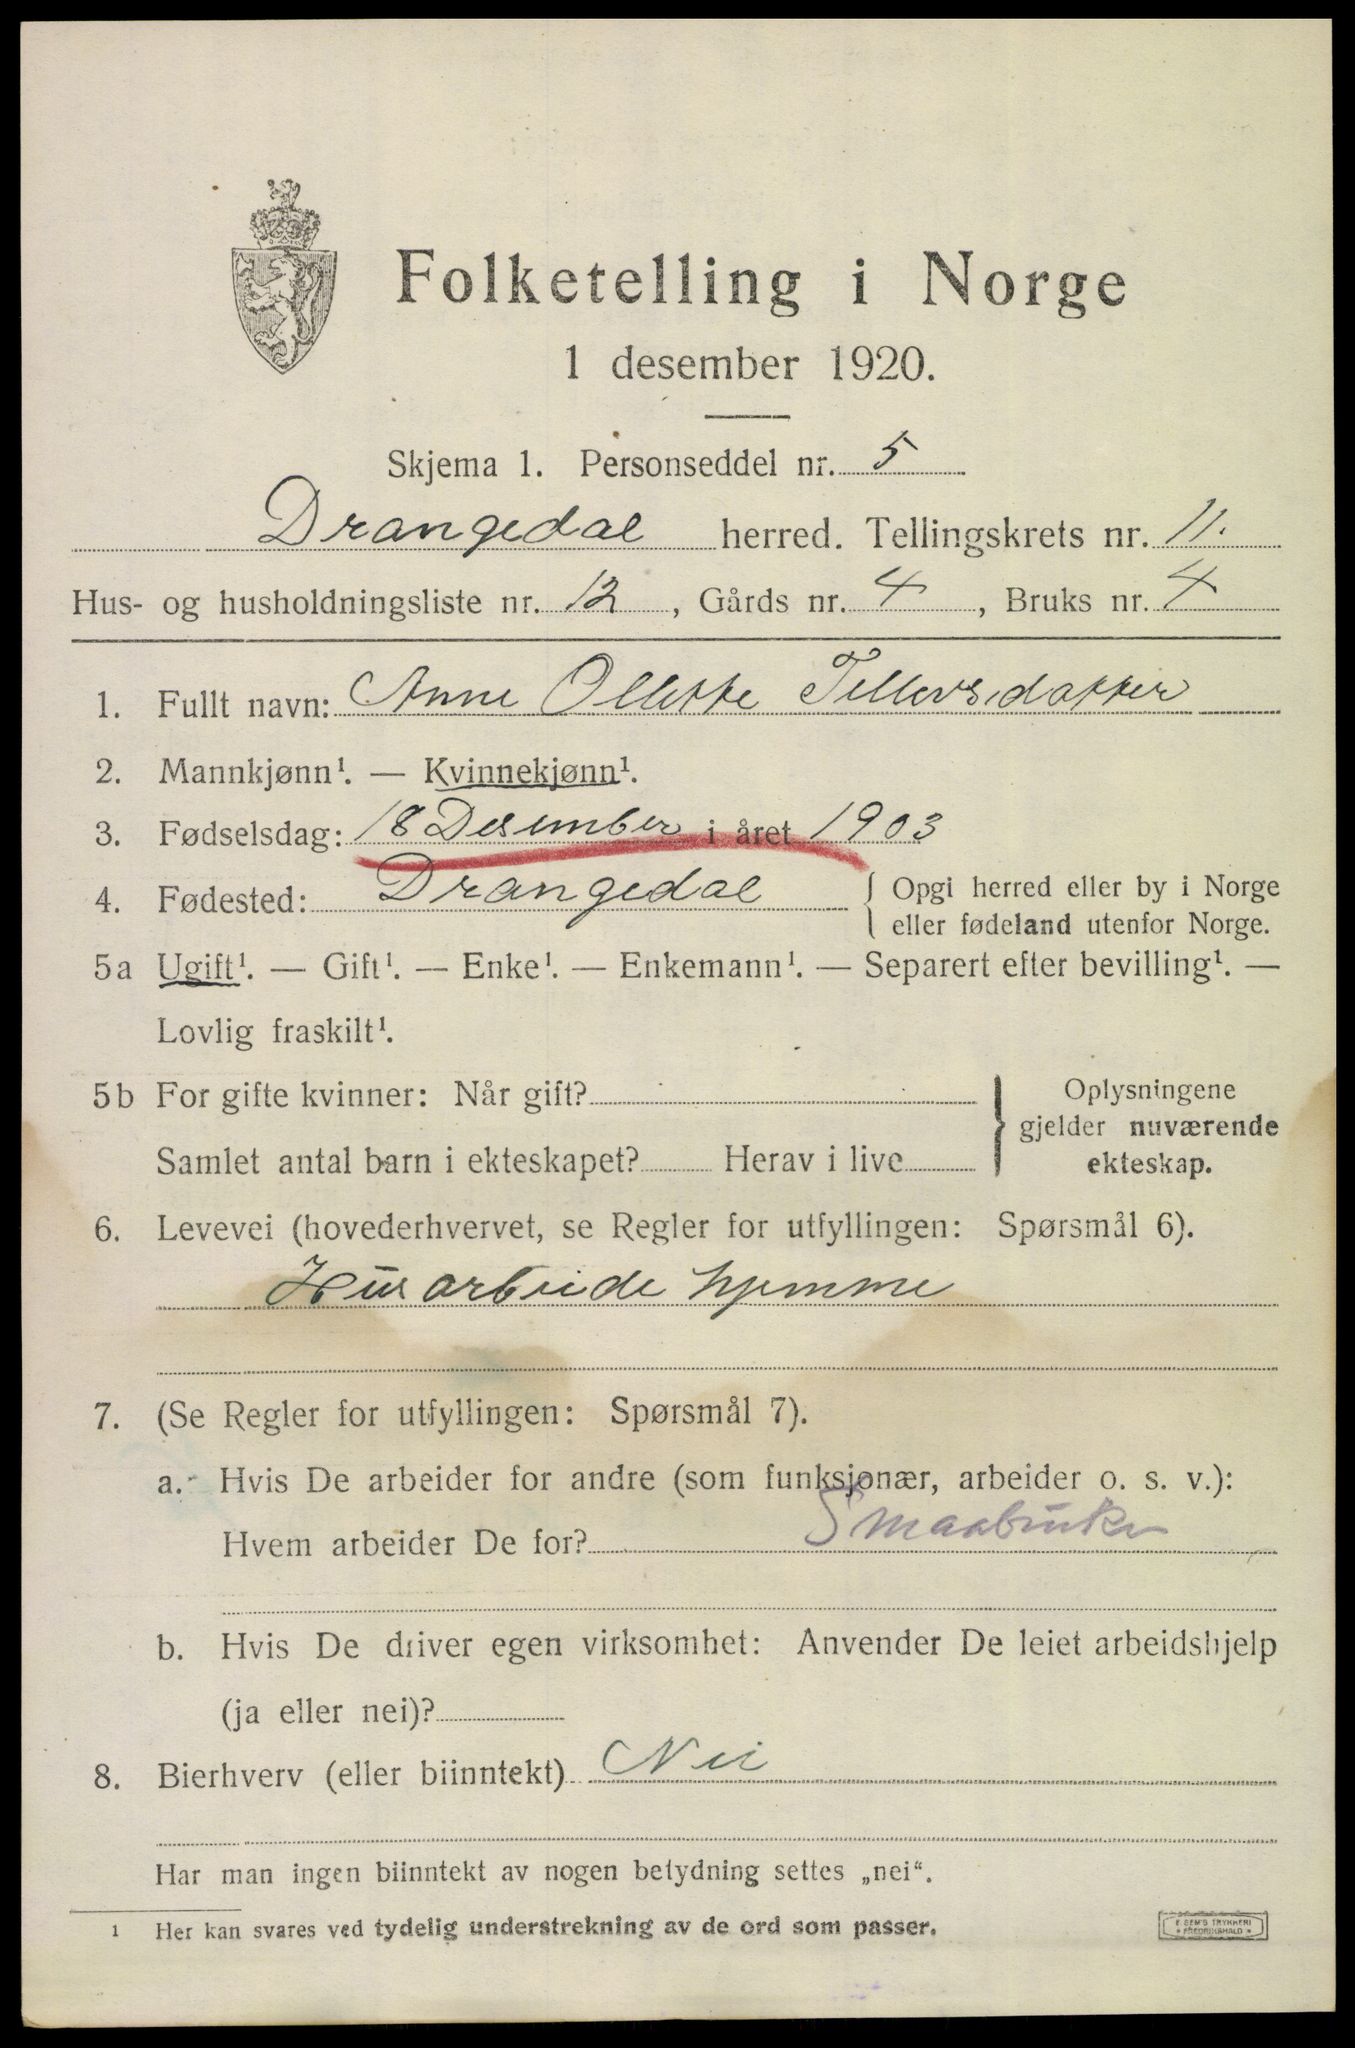 Folketelling i Norge
1 desember 1920.
Skjema 1. Personseddel nr. 5
Drangedal herred. Tellingskrets nr. 11.
Hus- og husholdningsliste nr. 12, Gårds nr. 4, Bruks nr. 4
1. Fullt navn: Anne Olette Tellevsdatter
2. Mannkjønn¹. — Kvinnekjønn¹.
3. Fødselsdag: 18 Desember i året 1903
4. Fødested: Drangedal { Opgi herred eller by i Norge
eller fødeland utenfor Norge.
5a Ugift¹. — Gift¹. — Enke¹. — Enkemann¹. — Separert efter bevilling¹. —
Lovlig fraskilt¹.
5b For gifte kvinner: Når gift?
Samlet antal barn i ekteskapet? Herav i live
Oplysningene
gjelder nuværende
ekteskap.
6. Levevei (hovederhvervet, se Regler for utfyllingen: Spørsmål 6).
Husarbeide hjemme
7. (Se Regler for utfyllingen: Spørsmål 7).
a. Hvis De arbeider for andre (som funksjonær, arbeider o. s. v.):
Hvem arbeider De for? Smaabruker
b. Hvis De driver egen virksomhet: Anvender De leiet arbeidshjelp
(ja eller nei)?
8. Bierhverv (eller biinntekt) Nei
Har man ingen biinntekt av nogen betydning settes „nei“.
¹ Her kan svares ved tydelig understrekning av de ord som passer.
E. SEM'S TRYKKERI
FREDRIKSHALD